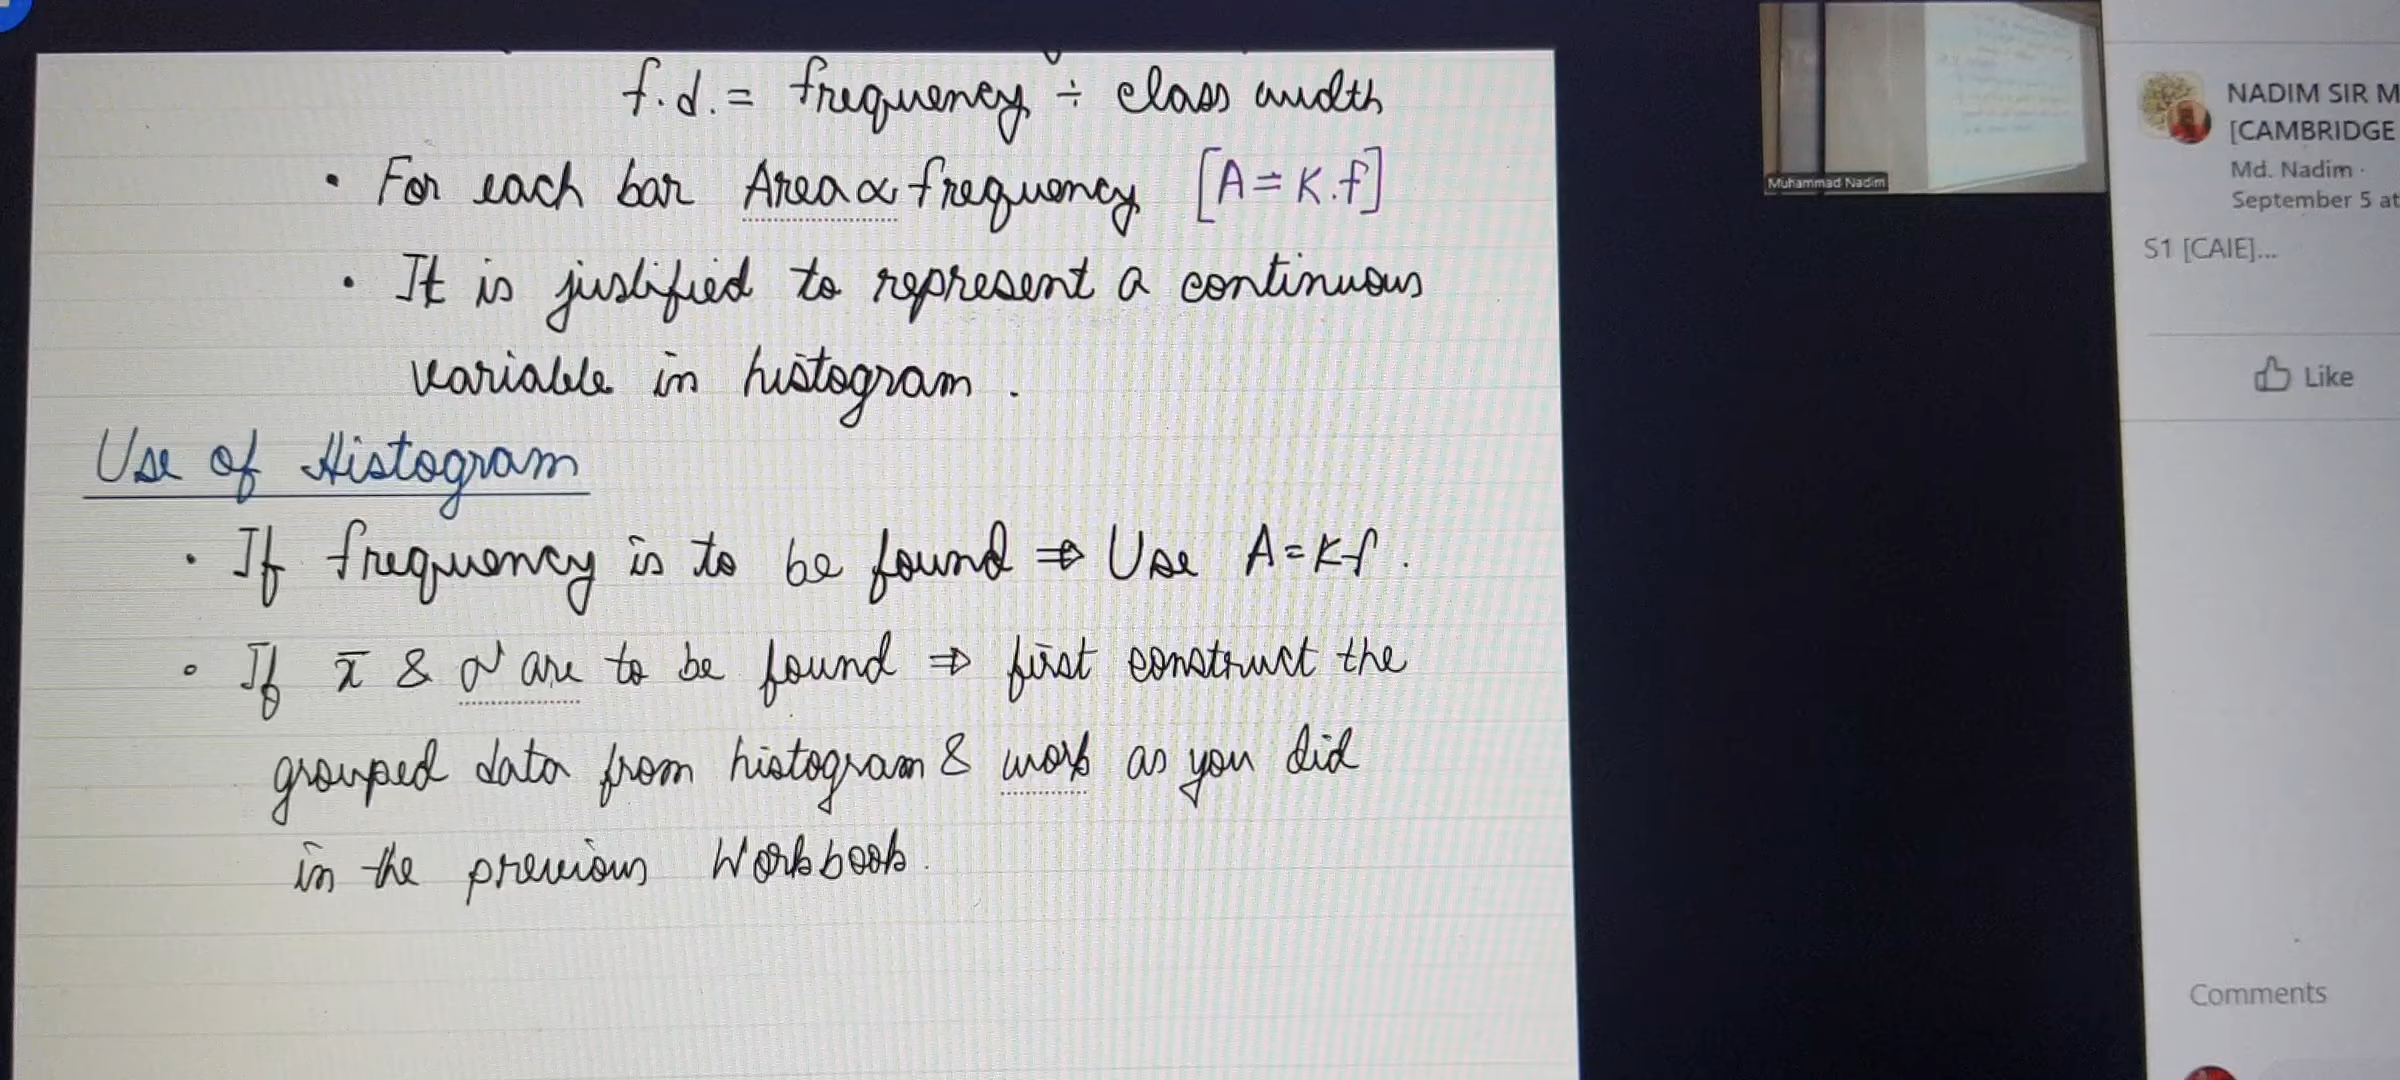 f.d. = frequency ÷ class width
• For each bar Area ∝ frequency [A = K.f]
• It is justified to represent a continuous
variable in histogram.
Use of Histogram
• If frequency is to be found ⇒ Use A = Kf.
• If x̄ & σ are to be found ⇒ first construct the
grouped data from histogram & work as you did
in the previous Workbook.
Muhammad Nadim
NADIM SIR M
[CAMBRIDGE
Md. Nadim ·
September 5 at
S1 [CAIE]...
Like
Comments